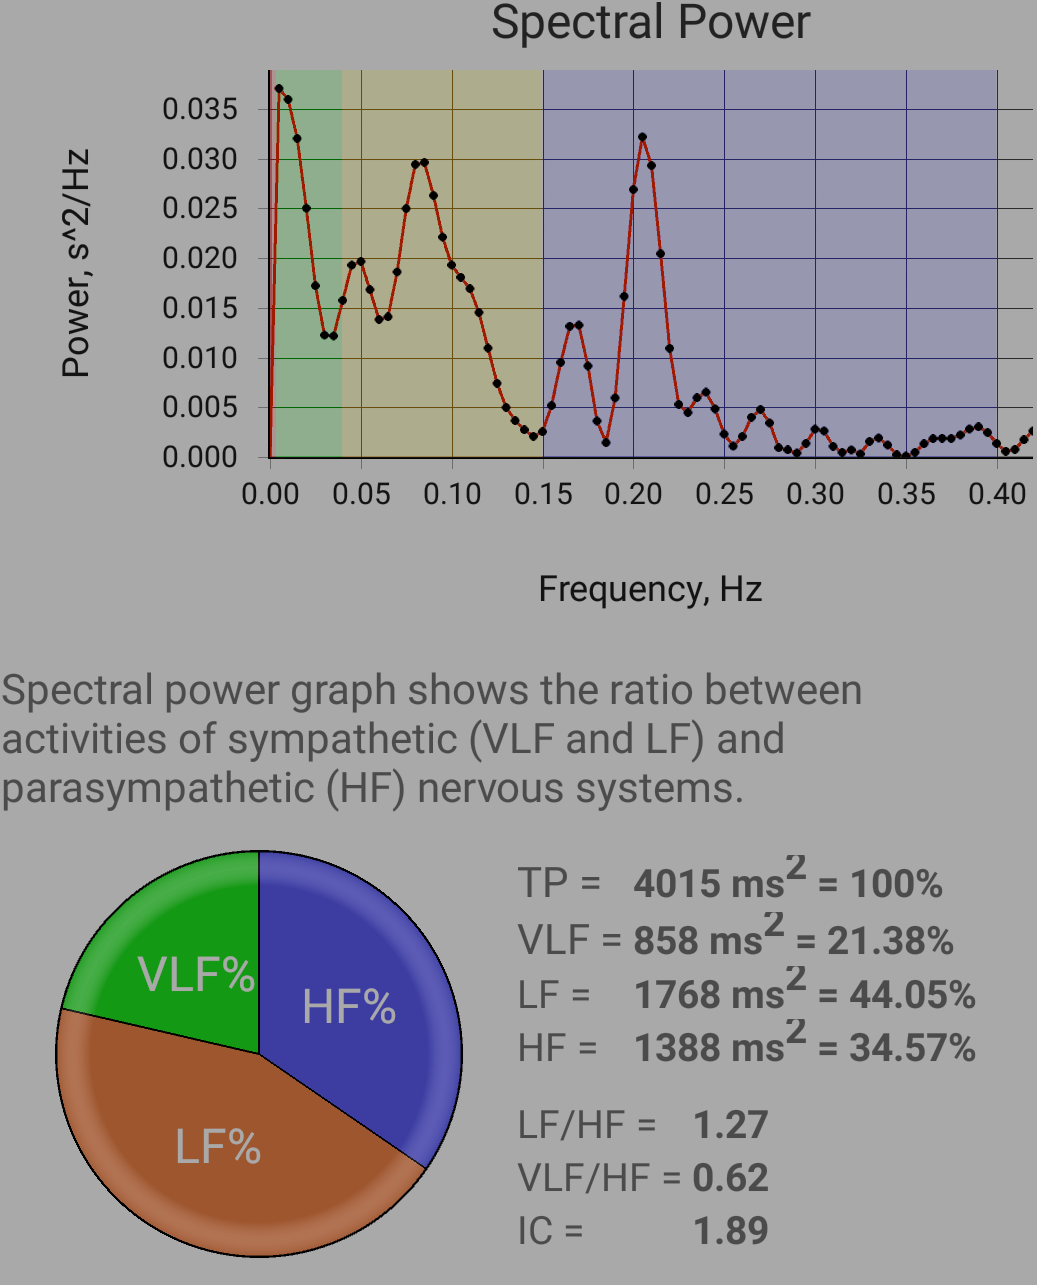 Spectral Power
Power, s^2/Hz
0.035
0.030
0.025
0.020
0.015
0.010
0.005
0.000
0.00 0.05 0.10 0.15 0.20 0.25 0.30 0.35 0.40
Frequency, Hz
Spectral power graph shows the ratio between
activities of sympathetic (VLF and LF) and
parasympathetic (HF) nervous systems.
VLF%
HF%
LF%
TP = 4015 ms² = 100%
VLF = 858 ms² = 21.38%
LF = 1768 ms² = 44.05%
HF = 1388 ms² = 34.57%
LF/HF = 1.27
VLF/HF = 0.62
IC = 1.89